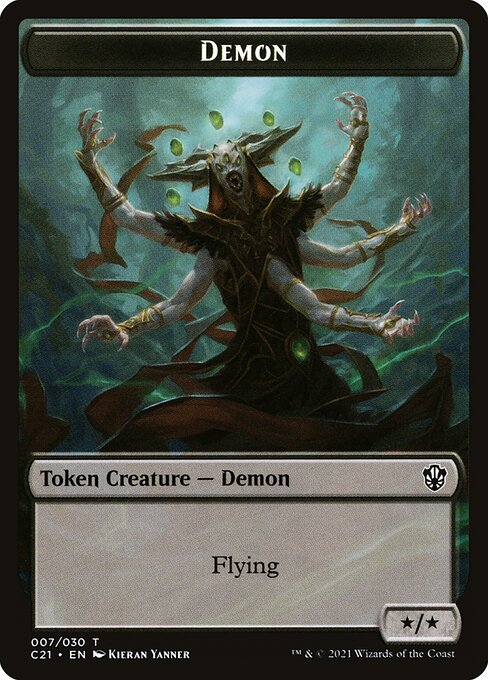 Demon
Token Creature — Demon
Flying
★/★
007/030 T
C21 • EN Kieran Yanner
™ & © 2021 Wizards of the Coast